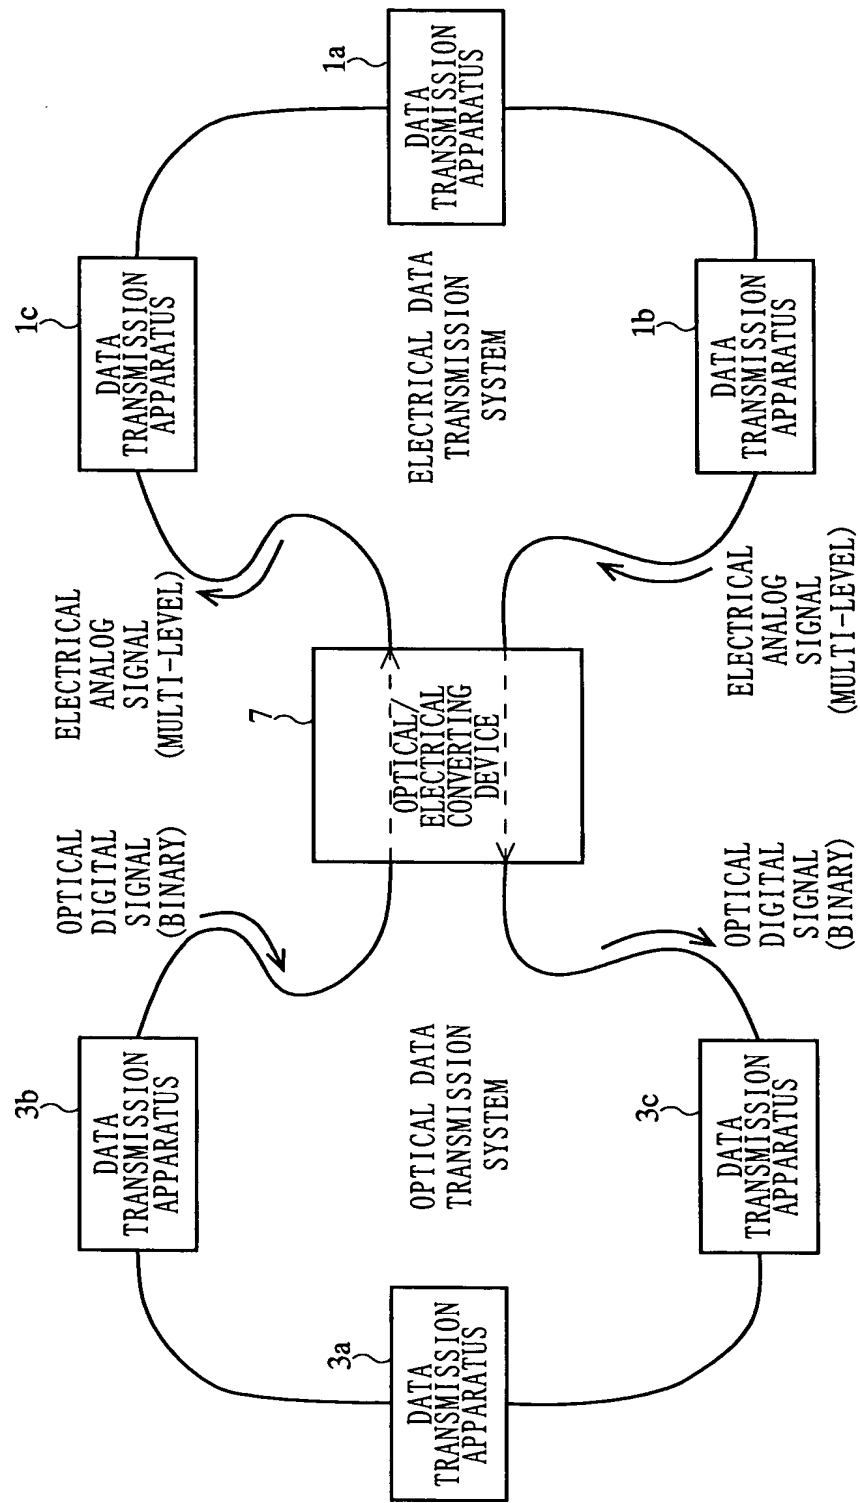 3b
DATA
TRANSMISSION
APPARATUS
OPTICAL
DIGITAL
SIGNAL
(BINARY)
ELECTRICAL
ANALOG
SIGNAL
(MULTI-LEVEL)
1c
DATA
TRANSMISSION
APPARATUS
3a
DATA
TRANSMISSION
APPARATUS
OPTICAL DATA
TRANSMISSION
SYSTEM
7
OPTICAL/
ELECTRICAL
CONVERTING
DEVICE
ELECTRICAL DATA
TRANSMISSION
SYSTEM
1a
DATA
TRANSMISSION
APPARATUS
3c
DATA
TRANSMISSION
APPARATUS
OPTICAL
DIGITAL
SIGNAL
(BINARY)
ELECTRICAL
ANALOG
SIGNAL
(MULTI-LEVEL)
1b
DATA
TRANSMISSION
APPARATUS